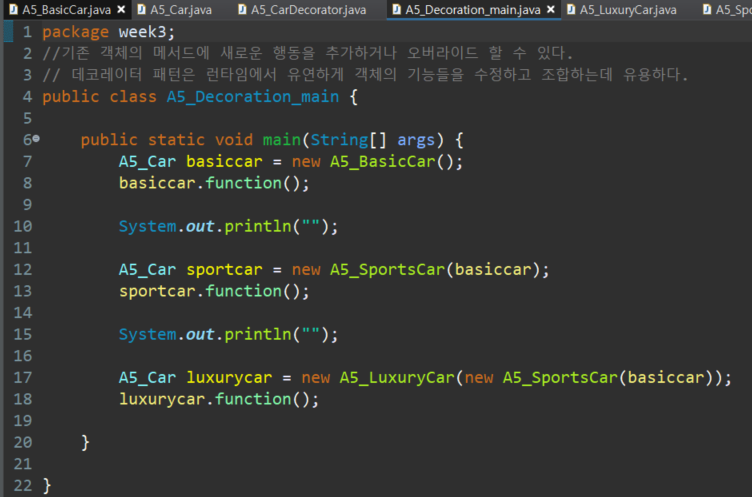 A5_BasicCar.java A5_Car.java A5_CarDecorator.java A5_Decoration_main.java A5_LuxuryCar.java A5_Spo
1 package week3;
2 //기존 객체의 메서드에 새로운 행동을 추가하거나 오버라이드 할 수 있다.
3 // 데코레이터 패턴은 런타임에서 유연하게 객체의 기능들을 수정하고 조합하는데 유용하다.
4 public class A5_Decoration_main {
5
6 public static void main(String[] args) {
7 A5_Car basiccar = new A5_BasicCar();
8 basiccar.function();
9
10 System.out.println("");
11
12 A5_Car sportcar = new A5_SportsCar(basiccar);
13 sportcar.function();
14
15 System.out.println("");
16
17 A5_Car luxurycar = new A5_LuxuryCar(new A5_SportsCar(basiccar));
18 luxurycar.function();
19
20 }
21
22 }